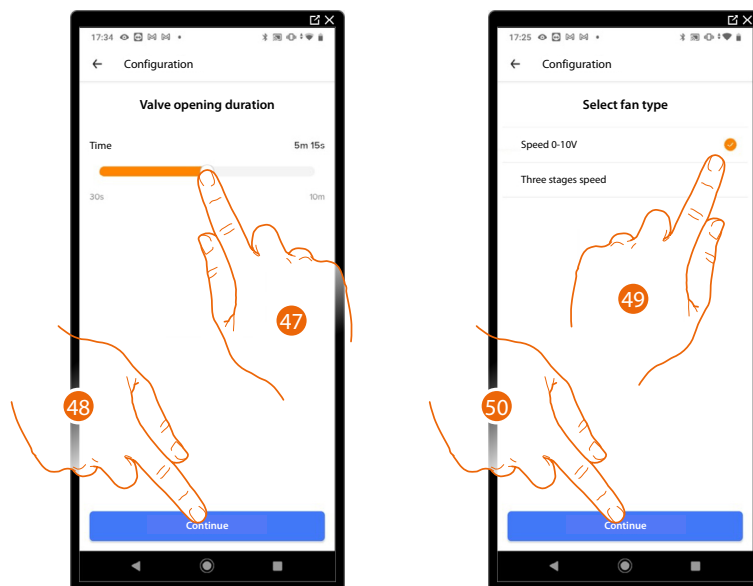 17:34
Configuration
Valve opening duration
Time 5m 15s
30s 10m
47
48
Continue
17:25
Configuration
Select fan type
Speed 0-10V
Three stages speed
49
50
Continue